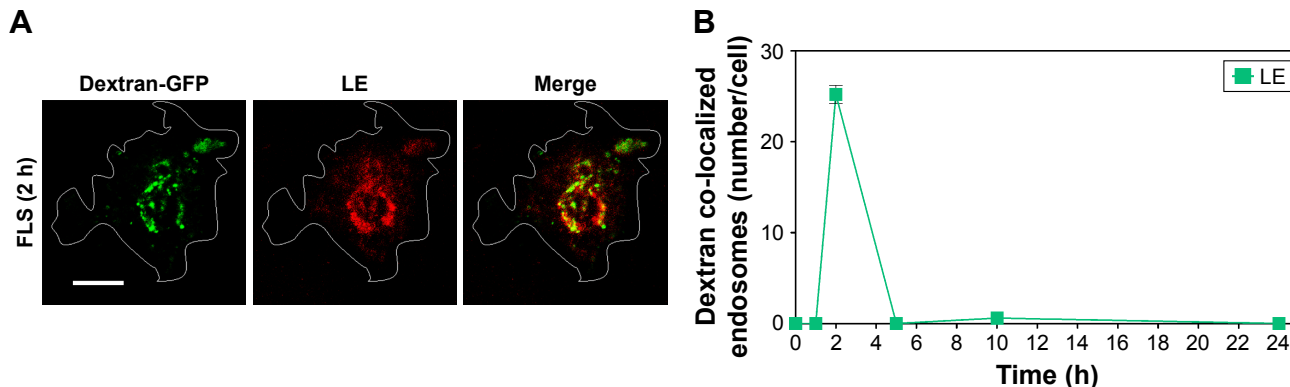 A
Dextran-GFP LE Merge
FLS (2 h)
B
Dextran co-localized
endosomes (number/cell)
30
20
10
0
LE
0 2 4 6 8 10 12 14 16 18 20 22 24
Time (h)